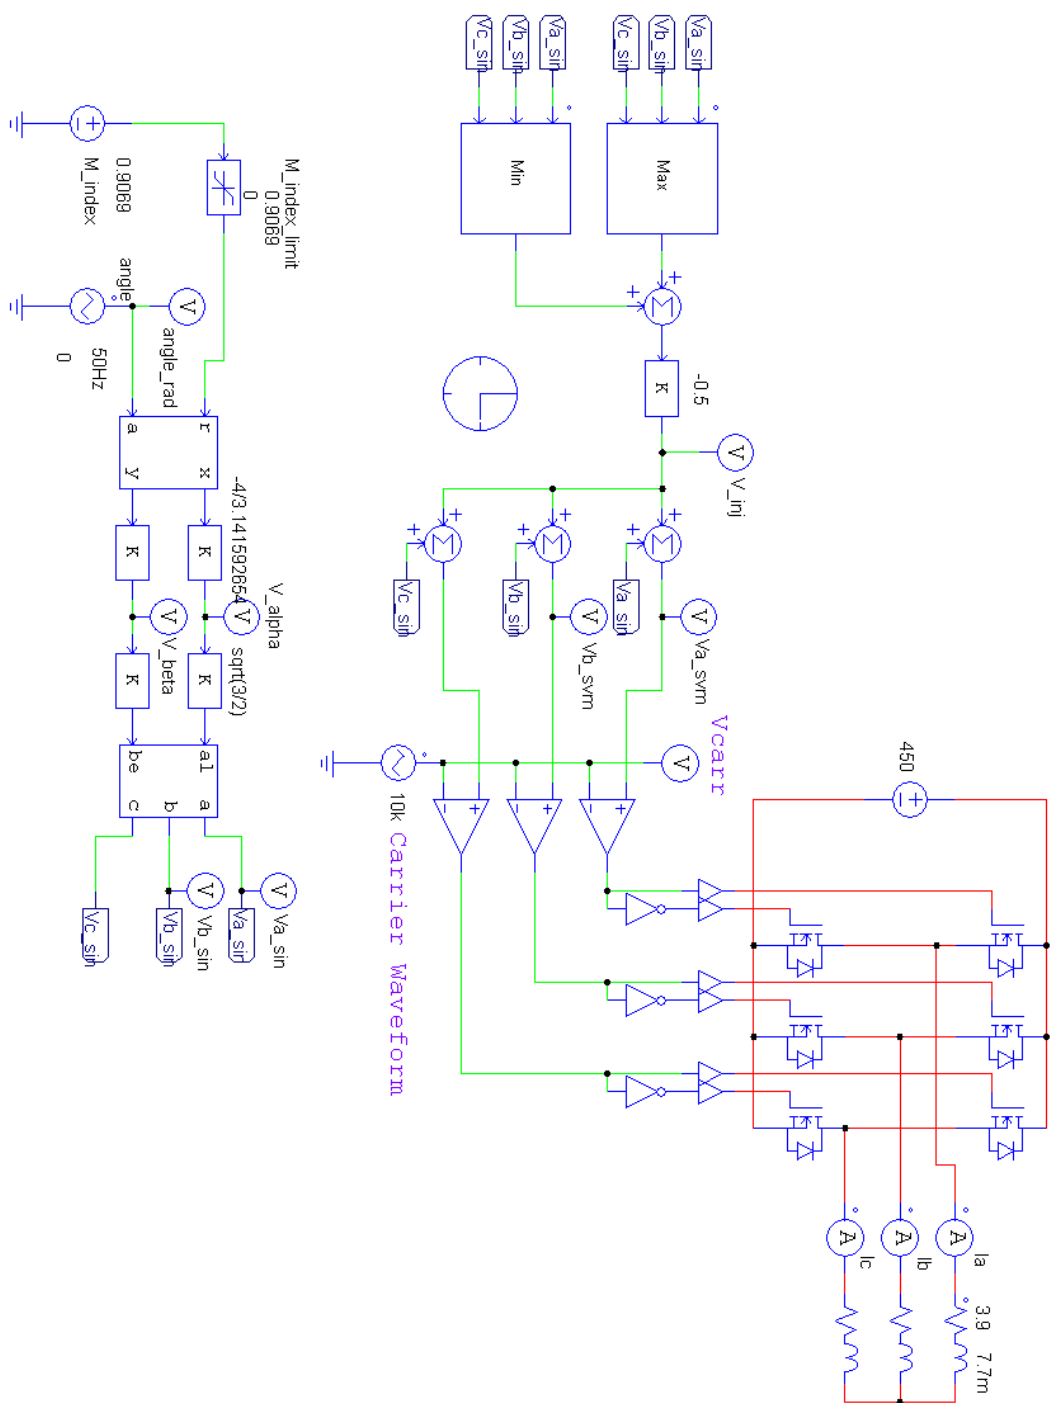 Ia 3.9 7.7m
A
Ib
450
A
Ic
A
V
V_inj
Vcarr
Va_sin
-0.5
V
Va_svm
V
Max
K
+
Σ
+
+
Σ
+
Va_sin
Vb_sin
Vc_sin
V
Vb_svm
+
-
+
Σ
+
Vb_sin
Va_sin
Min
+
-
Vb_sin
Vc_sin
+
Σ
+
Vc_sin
+
-
10k
Carrier Waveform
M_index_limit
0.9069
0
V_alpha
V
Va_sin
-4/3.141592654
sqrt(3/2)
Va_sin
r x
K
V
K
al a
V
Vb_sin
V
angle_rad
V
V_beta
b
Vb_sin
a y
K
K
be c
angle
0.9069
M_index
50Hz
0
Vc_sin